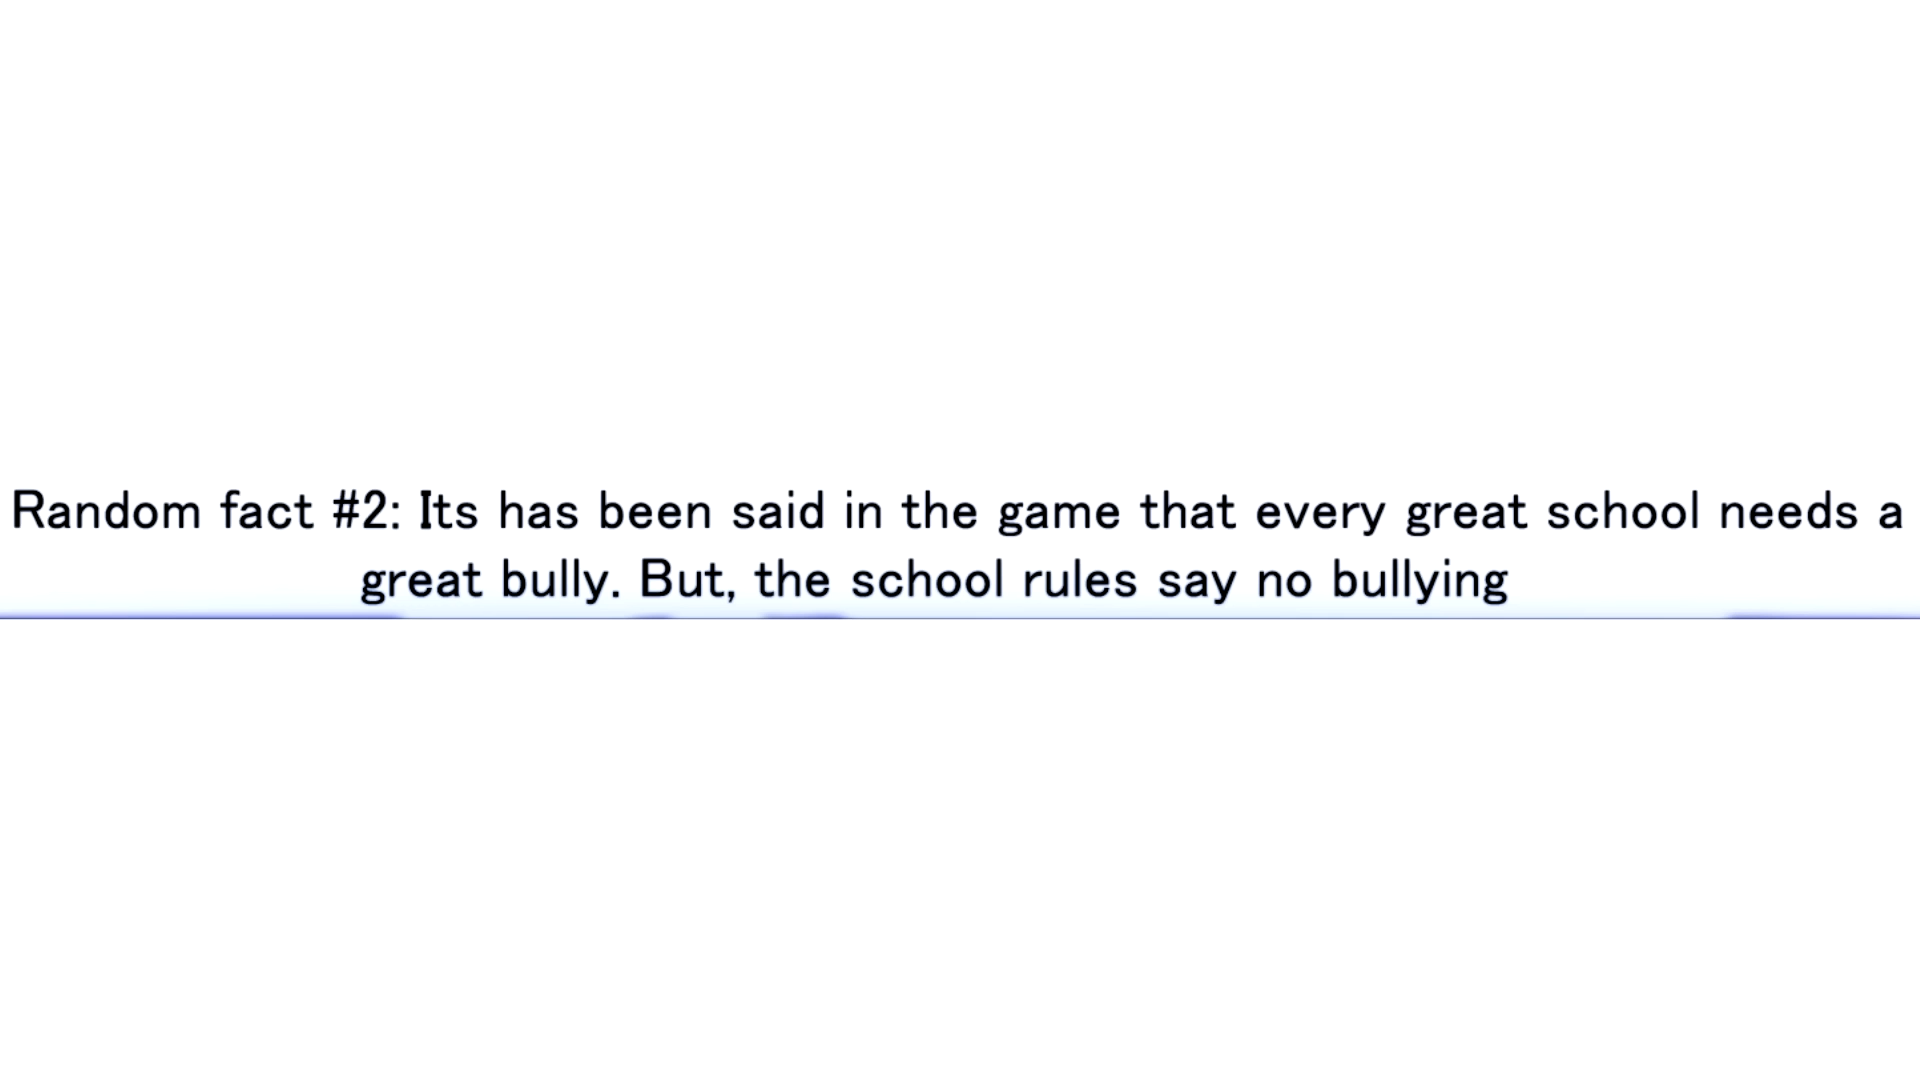 Random fact #2: Its has been said in the game that every great school needs a
great bully. But, the school rules say no bullying